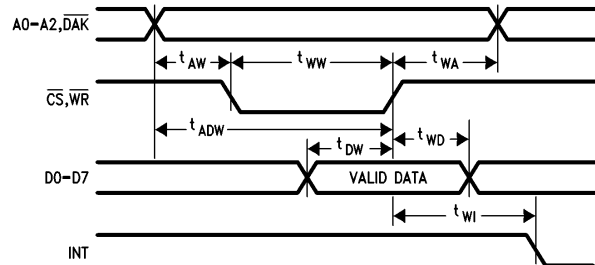 A0-A2,DAK
tAW tWW tWA
CS,WR
tADW
tDW tWD
D0-D7 VALID DATA
tWI
INT